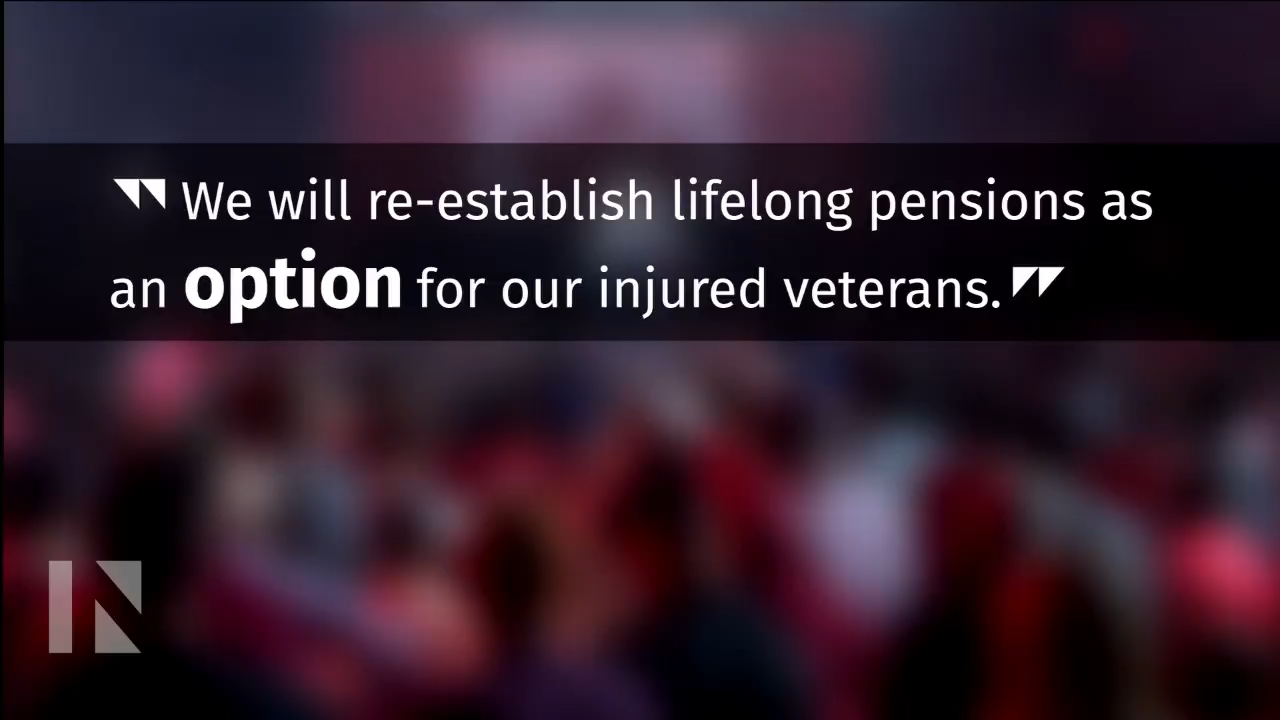 "We will re-establish lifelong pensions as
an option for our injured veterans."